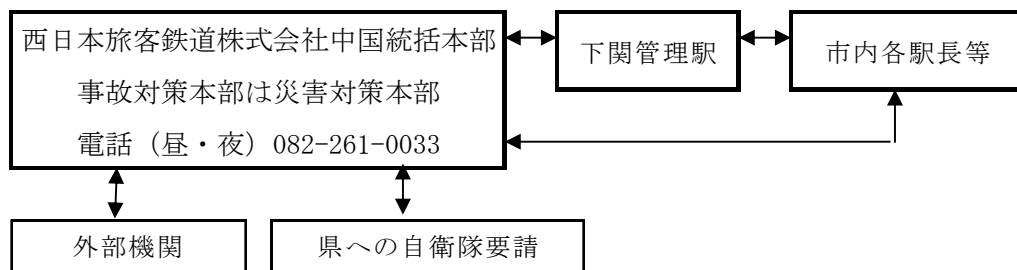 西日本旅客鉄道株式会社中国統括本部
事故対策本部は災害対策本部
電話（昼・夜）082-261-0033
下関管理駅
市内各駅長等
外部機関
県への自衛隊要請